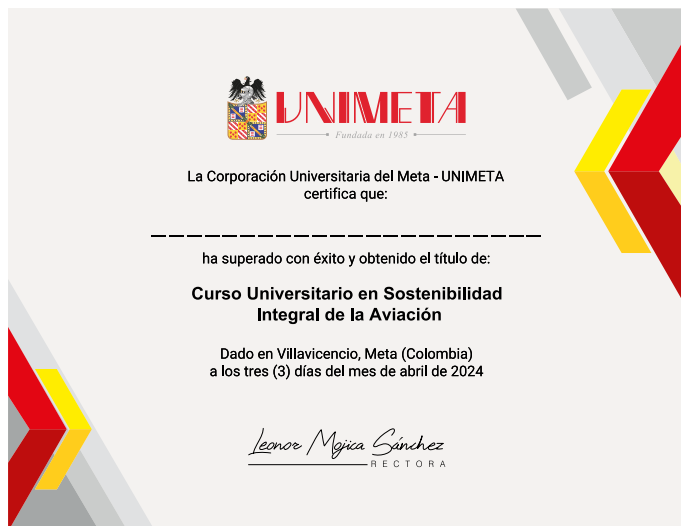 UNIMETA
Fundada en 1985
La Corporación Universitaria del Meta - UNIMETA
certifica que:
ha superado con éxito y obtenido el título de:
Curso Universitario en Sostenibilidad
Integral de la Aviación
Dado en Villavicencio, Meta (Colombia)
a los tres (3) días del mes de abril de 2024
Leonor Mojica Sánchez
RECTORA